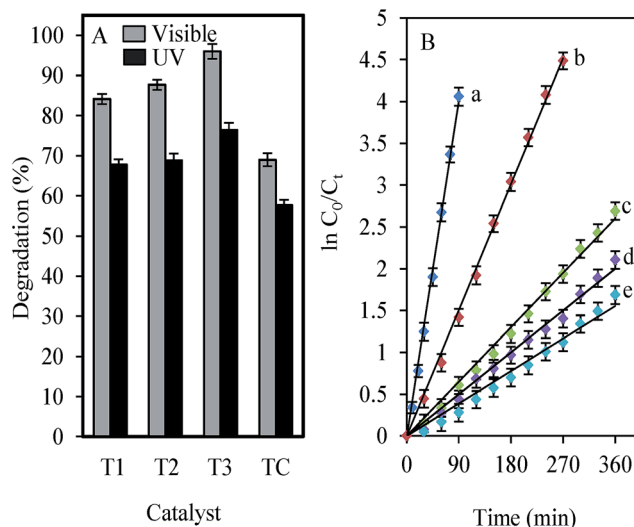 A
Visible
UV
100
90
80
70
60
50
40
30
20
10
0
Degradation (%)
T1 T2 T3 TC
Catalyst
B
5
4.5
4
3.5
3
2.5
2
1.5
1
0.5
0
ln C₀/Cₜ
a
b
c
d
e
0 90 180 270 360
Time (min)